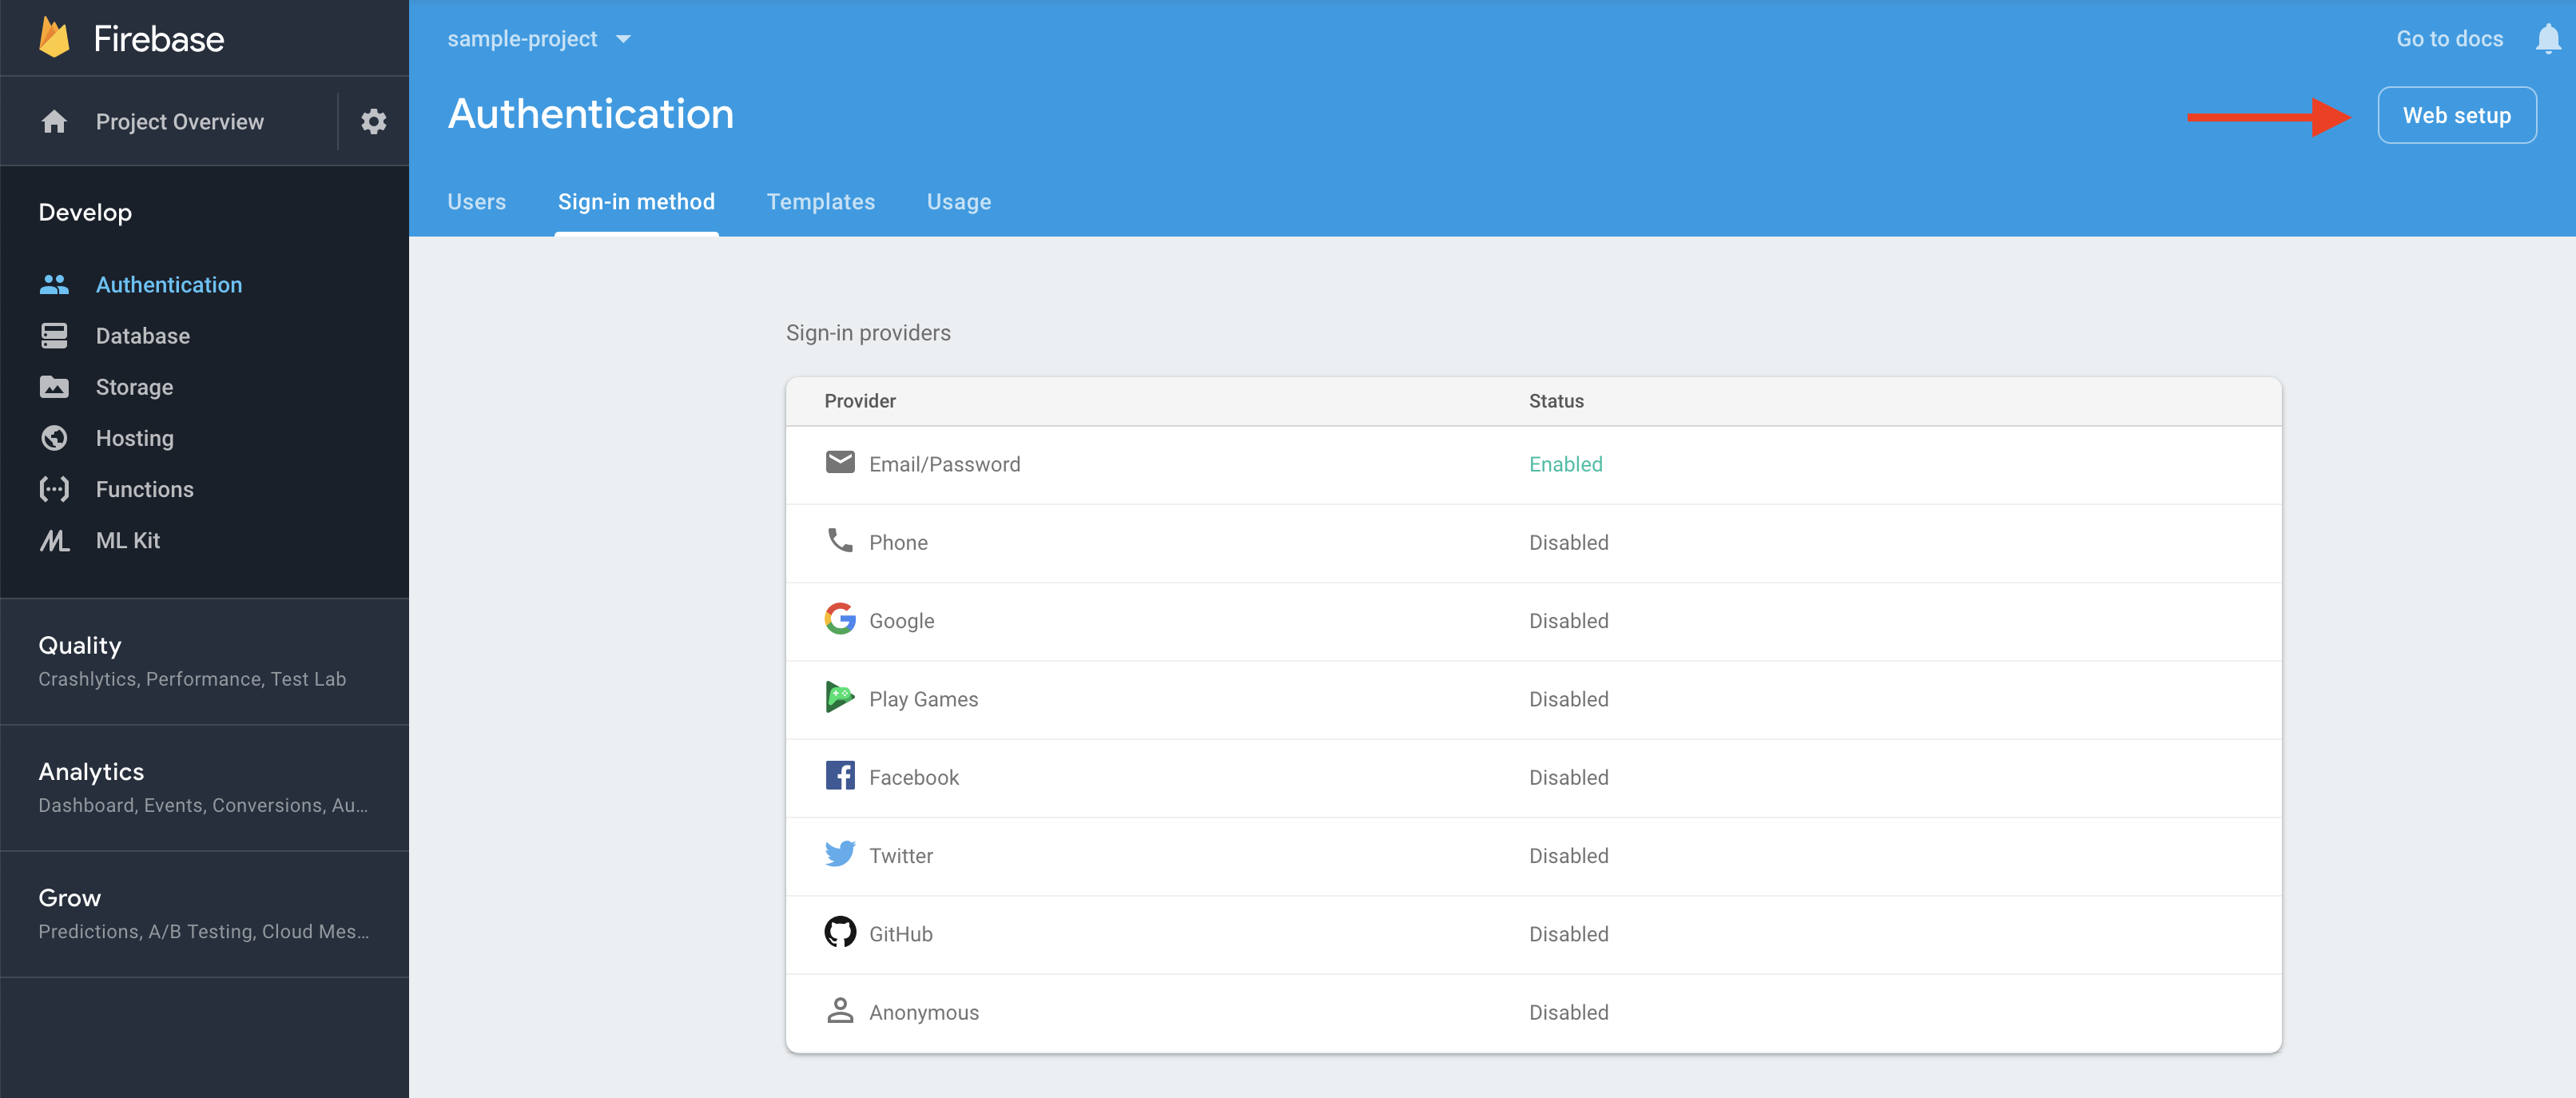 Firebase
Project Overview
Develop
Authentication
Database
Storage
Hosting
Functions
ML Kit
Quality
Crashlytics, Performance, Test Lab
Analytics
Dashboard, Events, Conversions, Au...
Grow
Predictions, A/B Testing, Cloud Mes...
sample-project
Go to docs
Authentication
Web setup
Users Sign-in method Templates Usage
Sign-in providers
Provider Status
Email/Password Enabled
Phone Disabled
Google Disabled
Play Games Disabled
Facebook Disabled
Twitter Disabled
GitHub Disabled
Anonymous Disabled